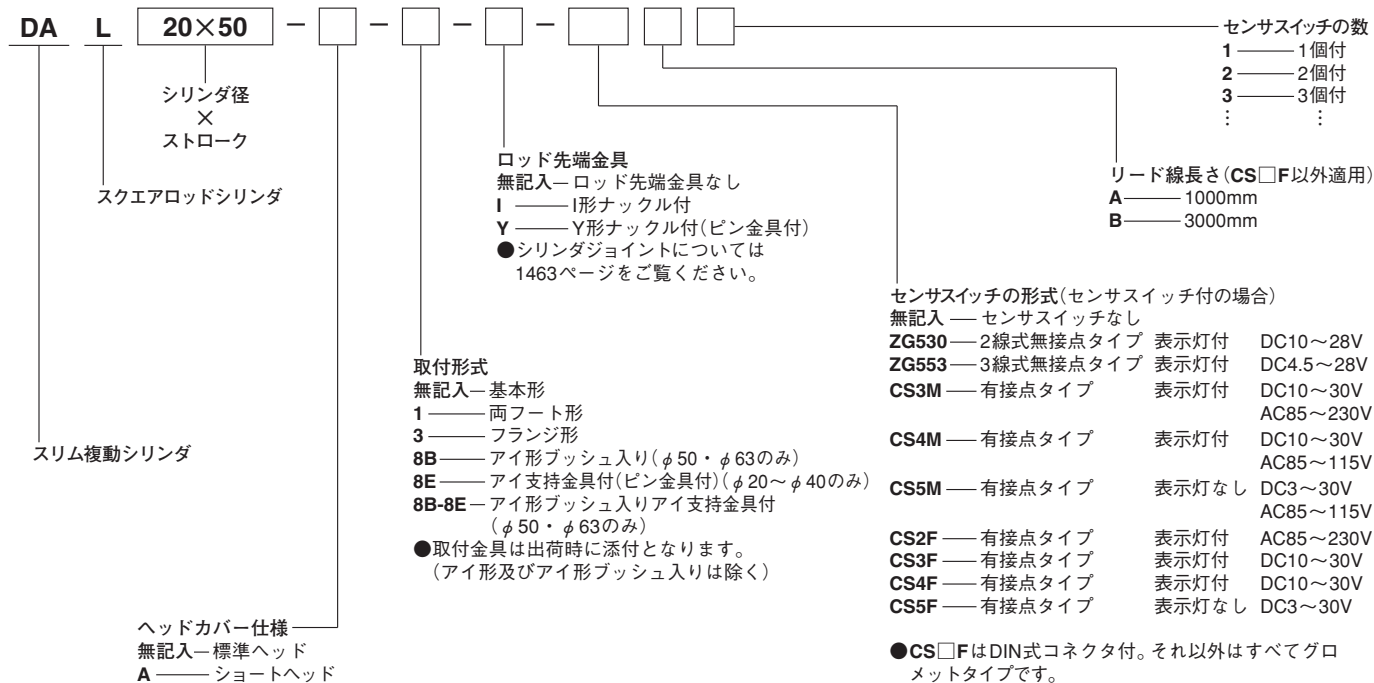 DA L 20×50 － □ － □ － □ － □ □ □
シリンダ径
×
ストローク
スクエアロッドシリンダ
スリム複動シリンダ
ヘッドカバー仕様
無記入 標準ヘッド
A ショートヘッド
取付形式
無記入 基本形
1 両フート形
3 フランジ形
8B アイ形ブッシュ入り(φ50・φ63のみ)
8E アイ支持金具付(ピン金具付)(φ20～φ40のみ)
8B-8E アイ形ブッシュ入りアイ支持金具付
(φ50・φ63のみ)
●取付金具は出荷時に添付となります。
(アイ形及びアイ形ブッシュ入りは除く)
ロッド先端金具
無記入 ロッド先端金具なし
I I形ナックル付
Y Y形ナックル付(ピン金具付)
●シリンダジョイントについては
1463ページをご覧ください。
センサスイッチの形式(センサスイッチ付の場合)
無記入 センサスイッチなし
ZG530 2線式無接点タイプ 表示灯付 DC10～28V
ZG553 3線式無接点タイプ 表示灯付 DC4.5～28V
CS3M 有接点タイプ 表示灯付 DC10～30V
AC85～230V
CS4M 有接点タイプ 表示灯付 DC10～30V
AC85～115V
CS5M 有接点タイプ 表示灯なし DC3～30V
AC85～115V
CS2F 有接点タイプ 表示灯付 AC85～230V
CS3F 有接点タイプ 表示灯付 DC10～30V
CS4F 有接点タイプ 表示灯付 DC10～30V
CS5F 有接点タイプ 表示灯なし DC3～30V
●CS□FはDIN式コネクタ付。それ以外はすべてグロ
メットタイプです。
リード線長さ(CS□F以外適用)
A 1000mm
B 3000mm
センサスイッチの数
1 1個付
2 2個付
3 3個付
⋮ ⋮